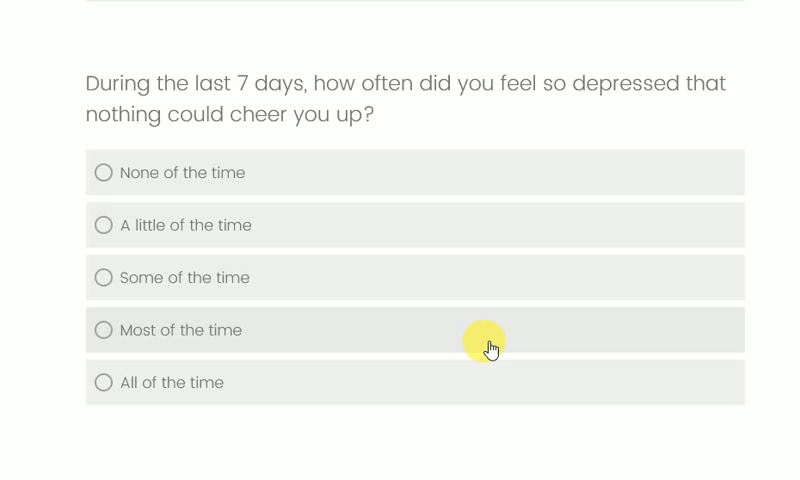 During the last 7 days, how often did you feel so depressed that
nothing could cheer you up?
None of the time
A little of the time
Some of the time
Most of the time
All of the time